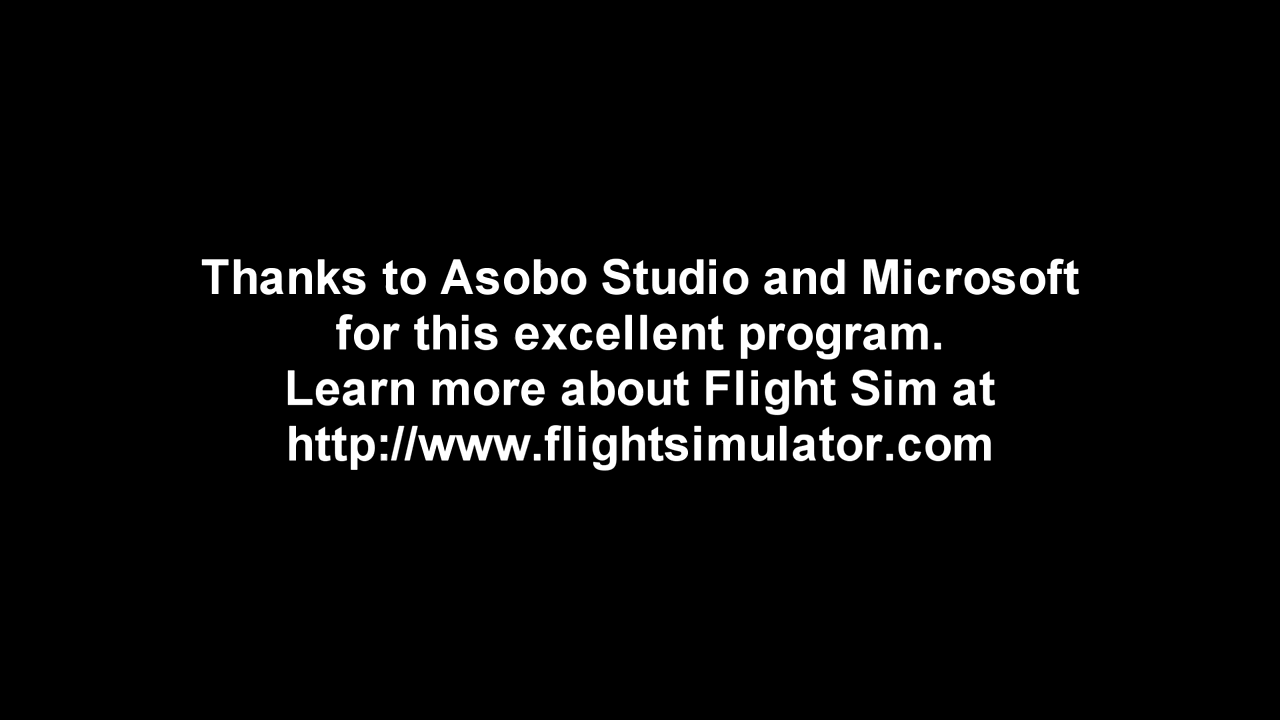 Thanks to Asobo Studio and Microsoft
for this excellent program.
Learn more about Flight Sim at
http://www.flightsimulator.com